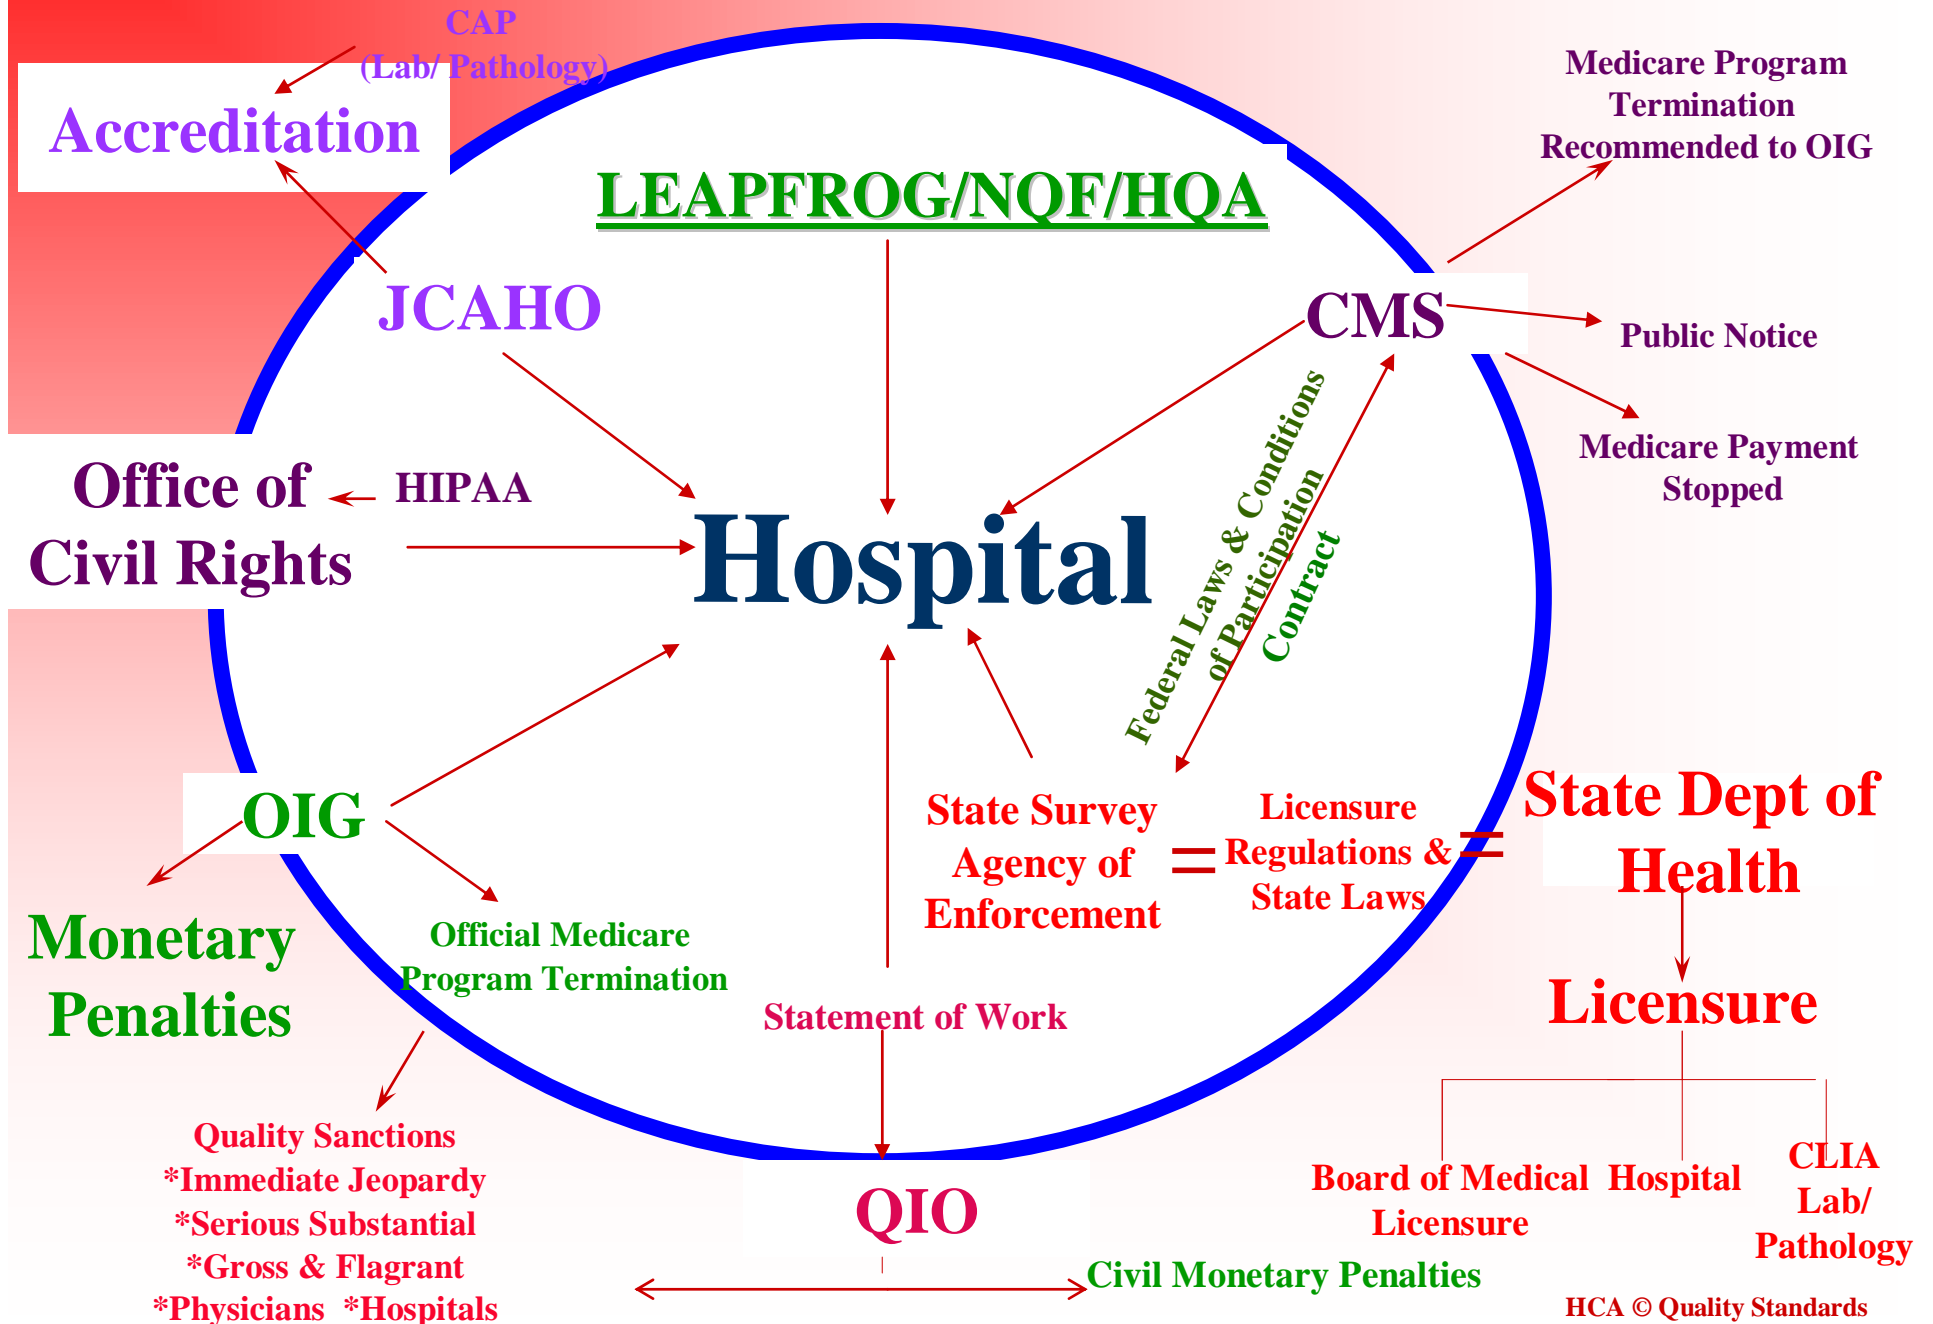 CAP
(Lab/ Pathology)
Accreditation
LEAPFROG/NQF/HQA
JCAHO
CMS
Medicare Program
Termination
Recommended to OIG
Public Notice
Medicare Payment
Stopped
Office of
Civil Rights
HIPAA
Hospital
Federal Laws & Conditions
of Participation
Contract
OIG
Monetary
Penalties
Official Medicare
Program Termination
State Survey
Agency of
Enforcement
=
Licensure
Regulations &
State Laws
=
State Dept of
Health
Licensure
Statement of Work
QIO
Quality Sanctions
*Immediate Jeopardy
*Serious Substantial
*Gross & Flagrant
*Physicians *Hospitals
Civil Monetary Penalties
Board of Medical
Licensure
Hospital
CLIA
Lab/
Pathology
HCA © Quality Standards